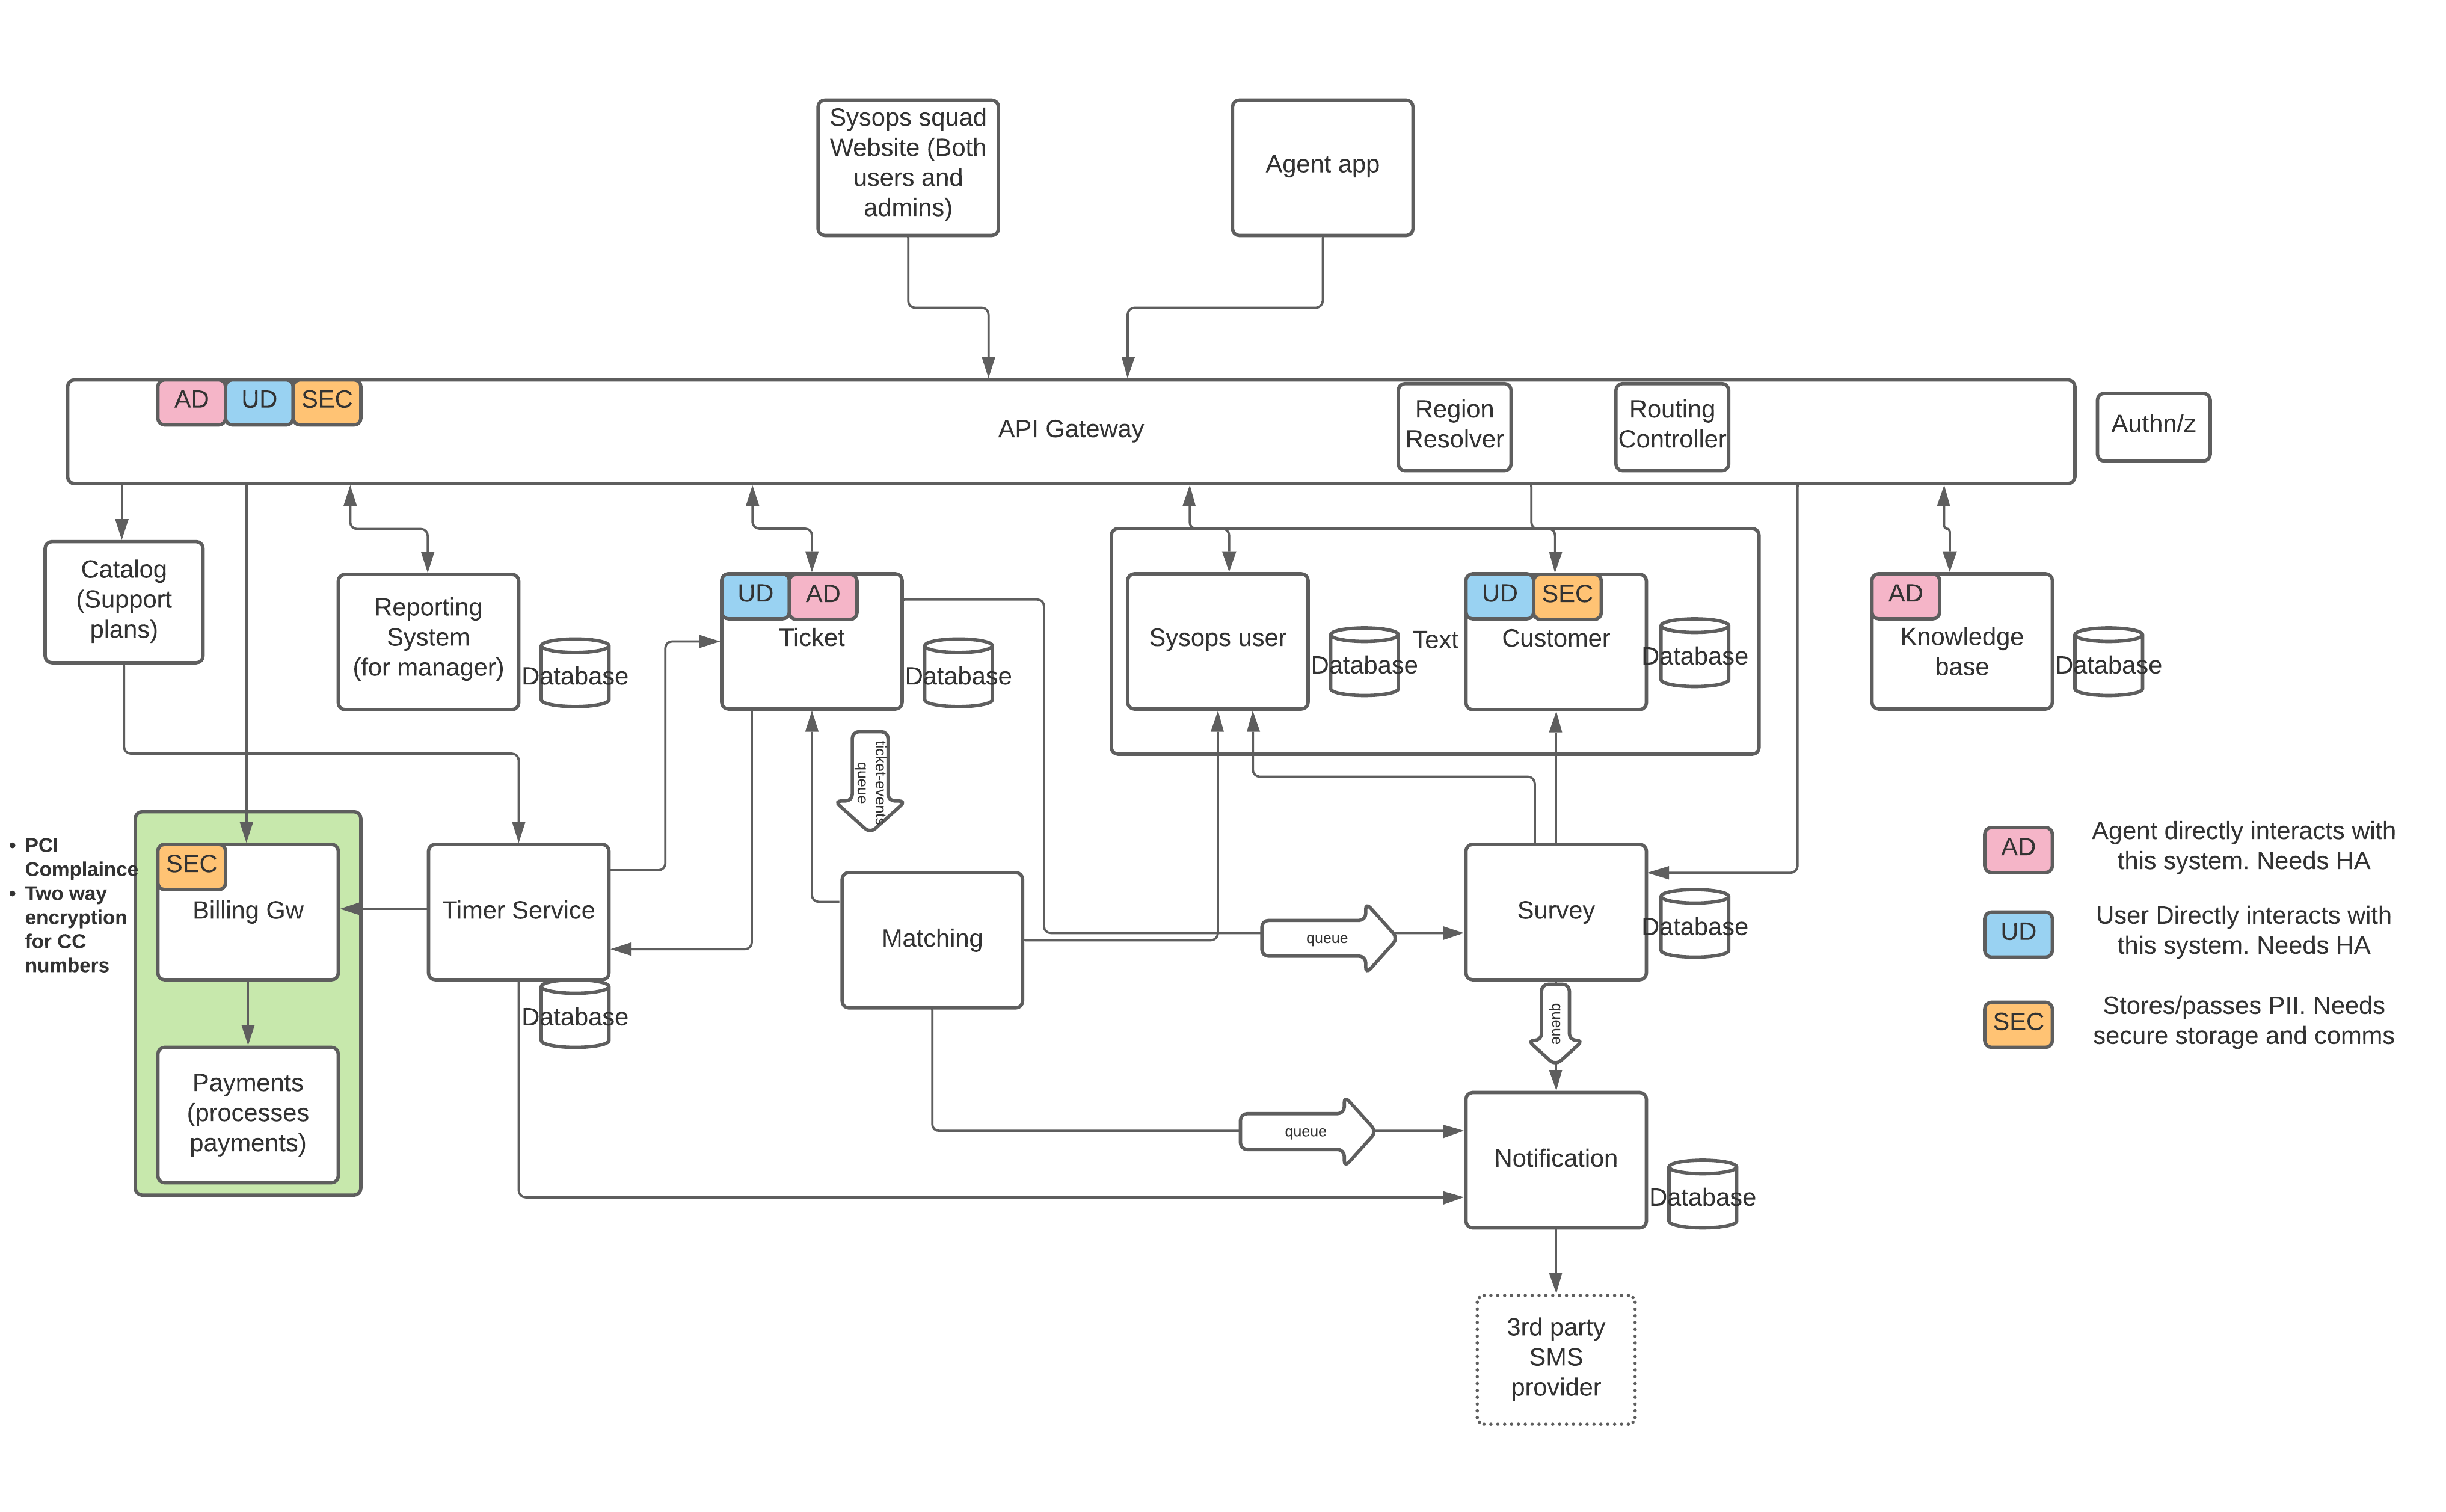 Sysops squad
Website (Both
users and
admins)
Agent app
AD
UD
SEC
API Gateway
Region
Resolver
Routing
Controller
Authn/z
Catalog
(Support
plans)
Reporting
System
(for manager)
Database
UD
AD
Ticket
Database
Sysops user
Database
Text
UD
SEC
Customer
Database
AD
Knowledge
base
Database
ticket-events
queue
• PCI
Complaince
• Two way
encryption
for CC
numbers
SEC
Billing Gw
Timer Service
Database
Matching
queue
Survey
Database
queue
Payments
(processes
payments)
queue
Notification
Database
3rd party
SMS
provider
AD
Agent directly interacts with
this system. Needs HA
UD
User Directly interacts with
this system. Needs HA
SEC
Stores/passes PII. Needs
secure storage and comms